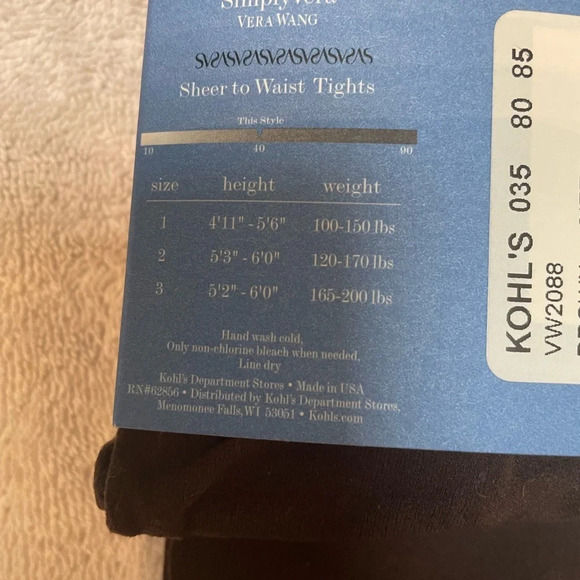 Simply vera
VERA WANG
Sheer to Waist Tights
This Style
10 40 90
size height weight
1 4'11" - 5'6" 100-150 lbs
2 5'3" - 6'0" 120-170 lbs
3 5'2" - 6'0" 165-200 lbs
Hand wash cold,
Only non-chlorine bleach when needed,
Line dry
Kohl's Department Stores • Made in USA
RN#62856 • Distributed by Kohl's Department Stores,
Menomonee Falls, WI 53051 • Kohls.com
KOHL'S 035 80 85
VW2088